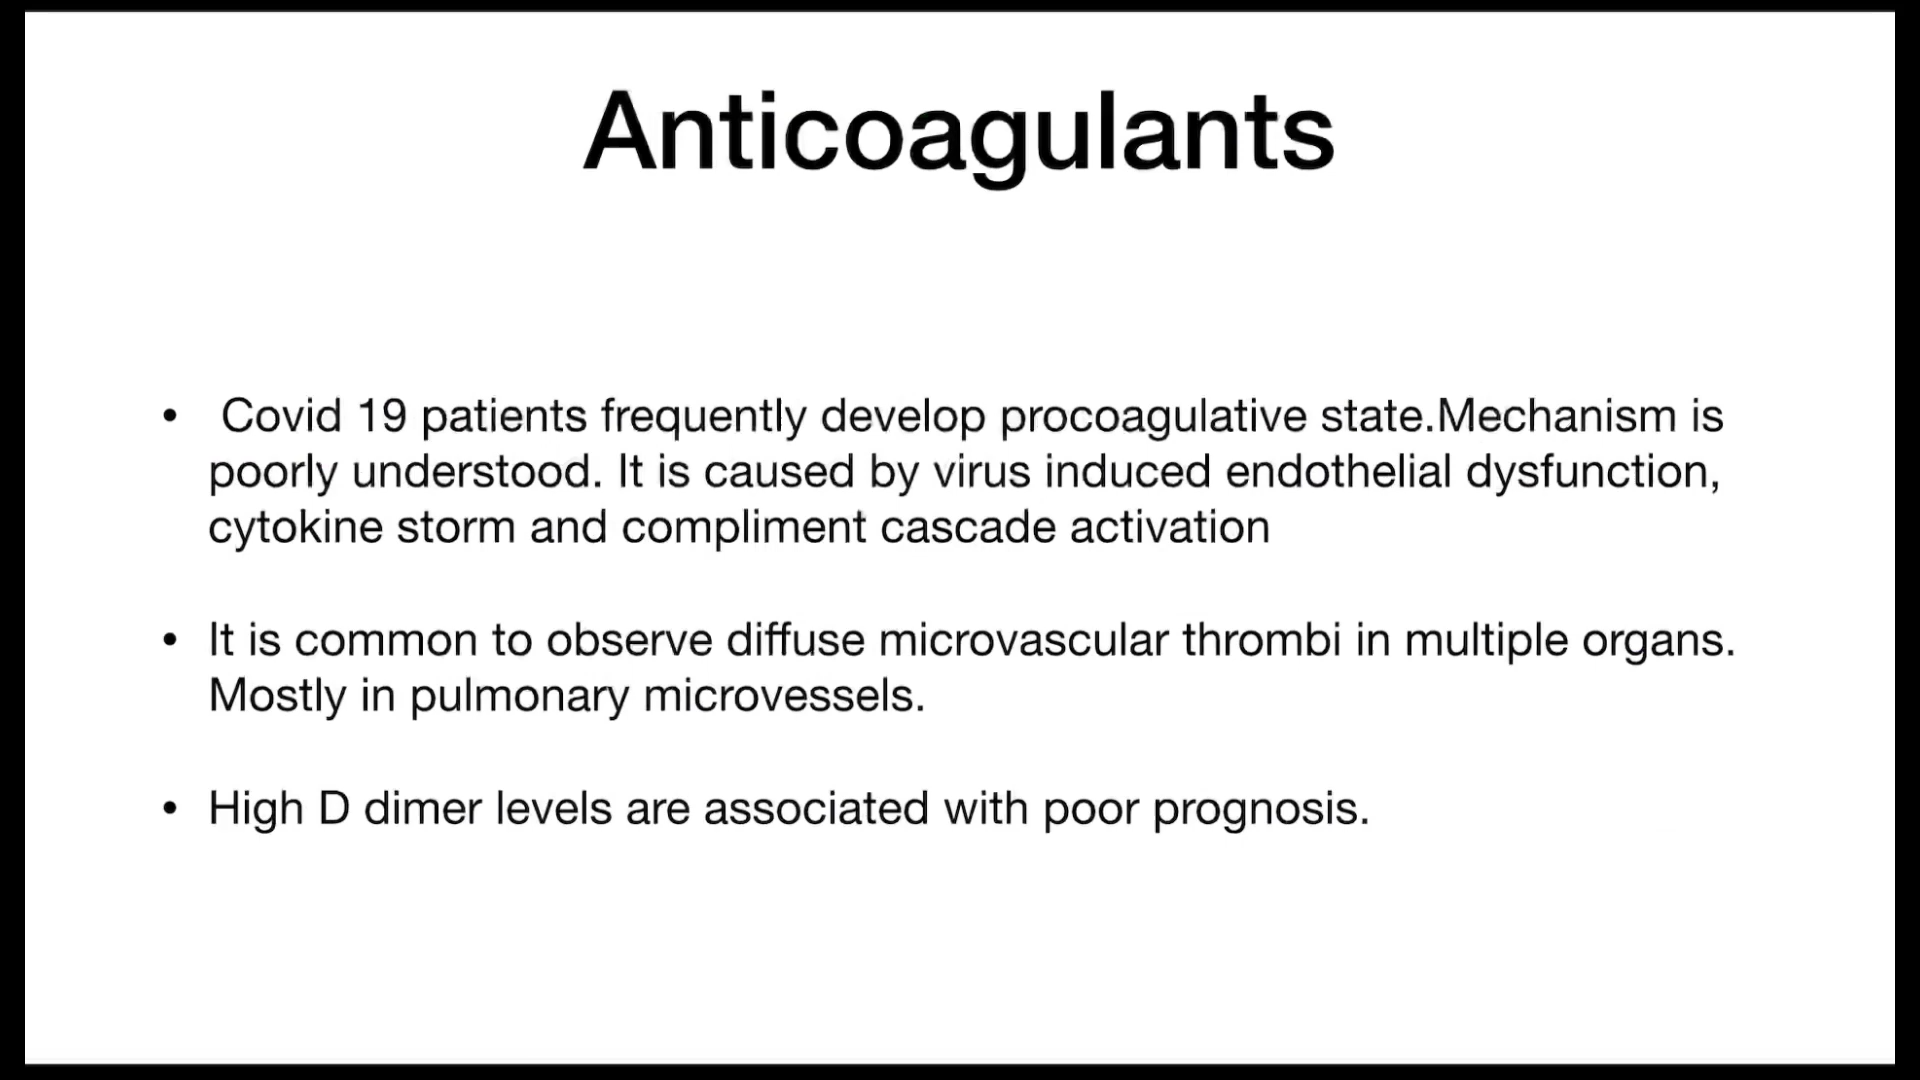 Anticoagulants
• Covid 19 patients frequently develop procoagulative state.Mechanism is
poorly understood. It is caused by virus induced endothelial dysfunction,
cytokine storm and compliment cascade activation
• It is common to observe diffuse microvascular thrombi in multiple organs.
Mostly in pulmonary microvessels.
• High D dimer levels are associated with poor prognosis.